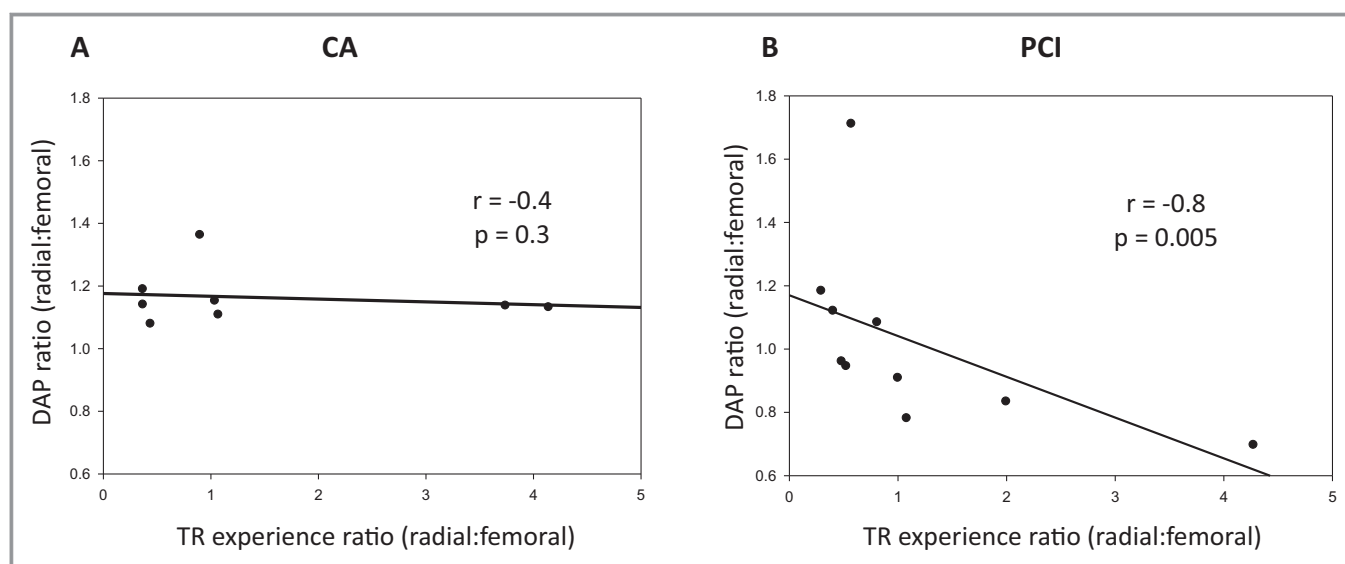 A CA
DAP ratio (radial:femoral)
1.8
1.6
1.4
1.2
1.0
0.8
0.6
r = -0.4
p = 0.3
0 1 2 3 4 5
TR experience ratio (radial:femoral)
B PCI
DAP ratio (radial:femoral)
1.8
1.6
1.4
1.2
1.0
0.8
0.6
r = -0.8
p = 0.005
0 1 2 3 4 5
TR experience ratio (radial:femoral)